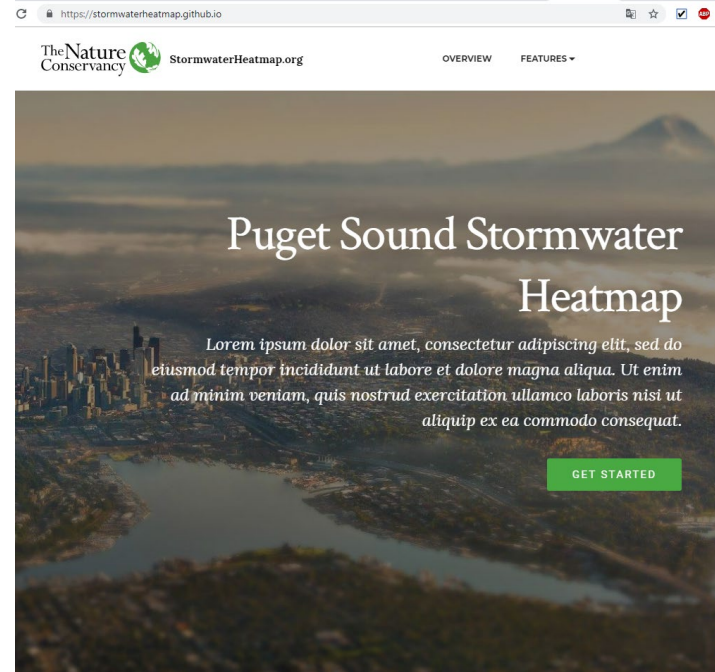 https://stormwaterheatmap.github.io
ABP
The Nature
Conservancy
StormwaterHeatmap.org
OVERVIEW
FEATURES
Puget Sound Stormwater
Heatmap
Lorem ipsum dolor sit amet, consectetur adipiscing elit, sed do
eiusmod tempor incididunt ut labore et dolore magna aliqua. Ut enim
ad minim veniam, quis nostrud exercitation ullamco laboris nisi ut
aliquip ex ea commodo consequat.
GET STARTED